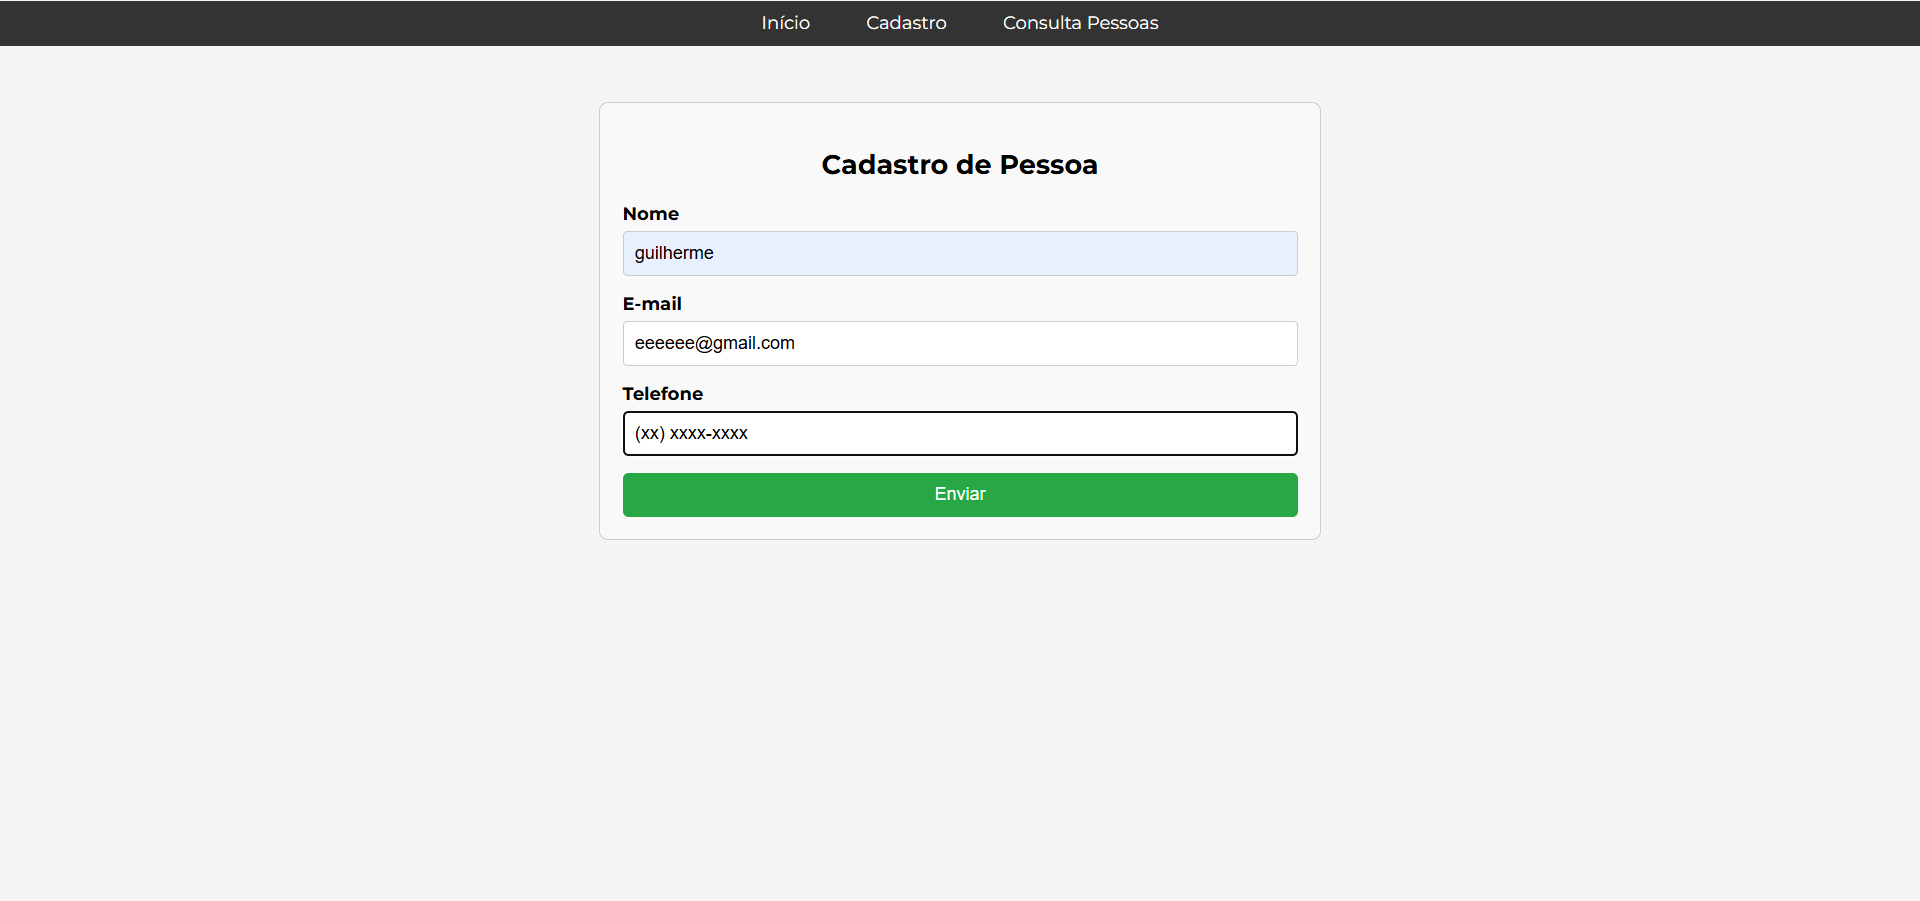 Início Cadastro Consulta Pessoas
Cadastro de Pessoa
Nome
guilherme
E-mail
eeeeee@gmail.com
Telefone
(xx) xxxx-xxxx
Enviar